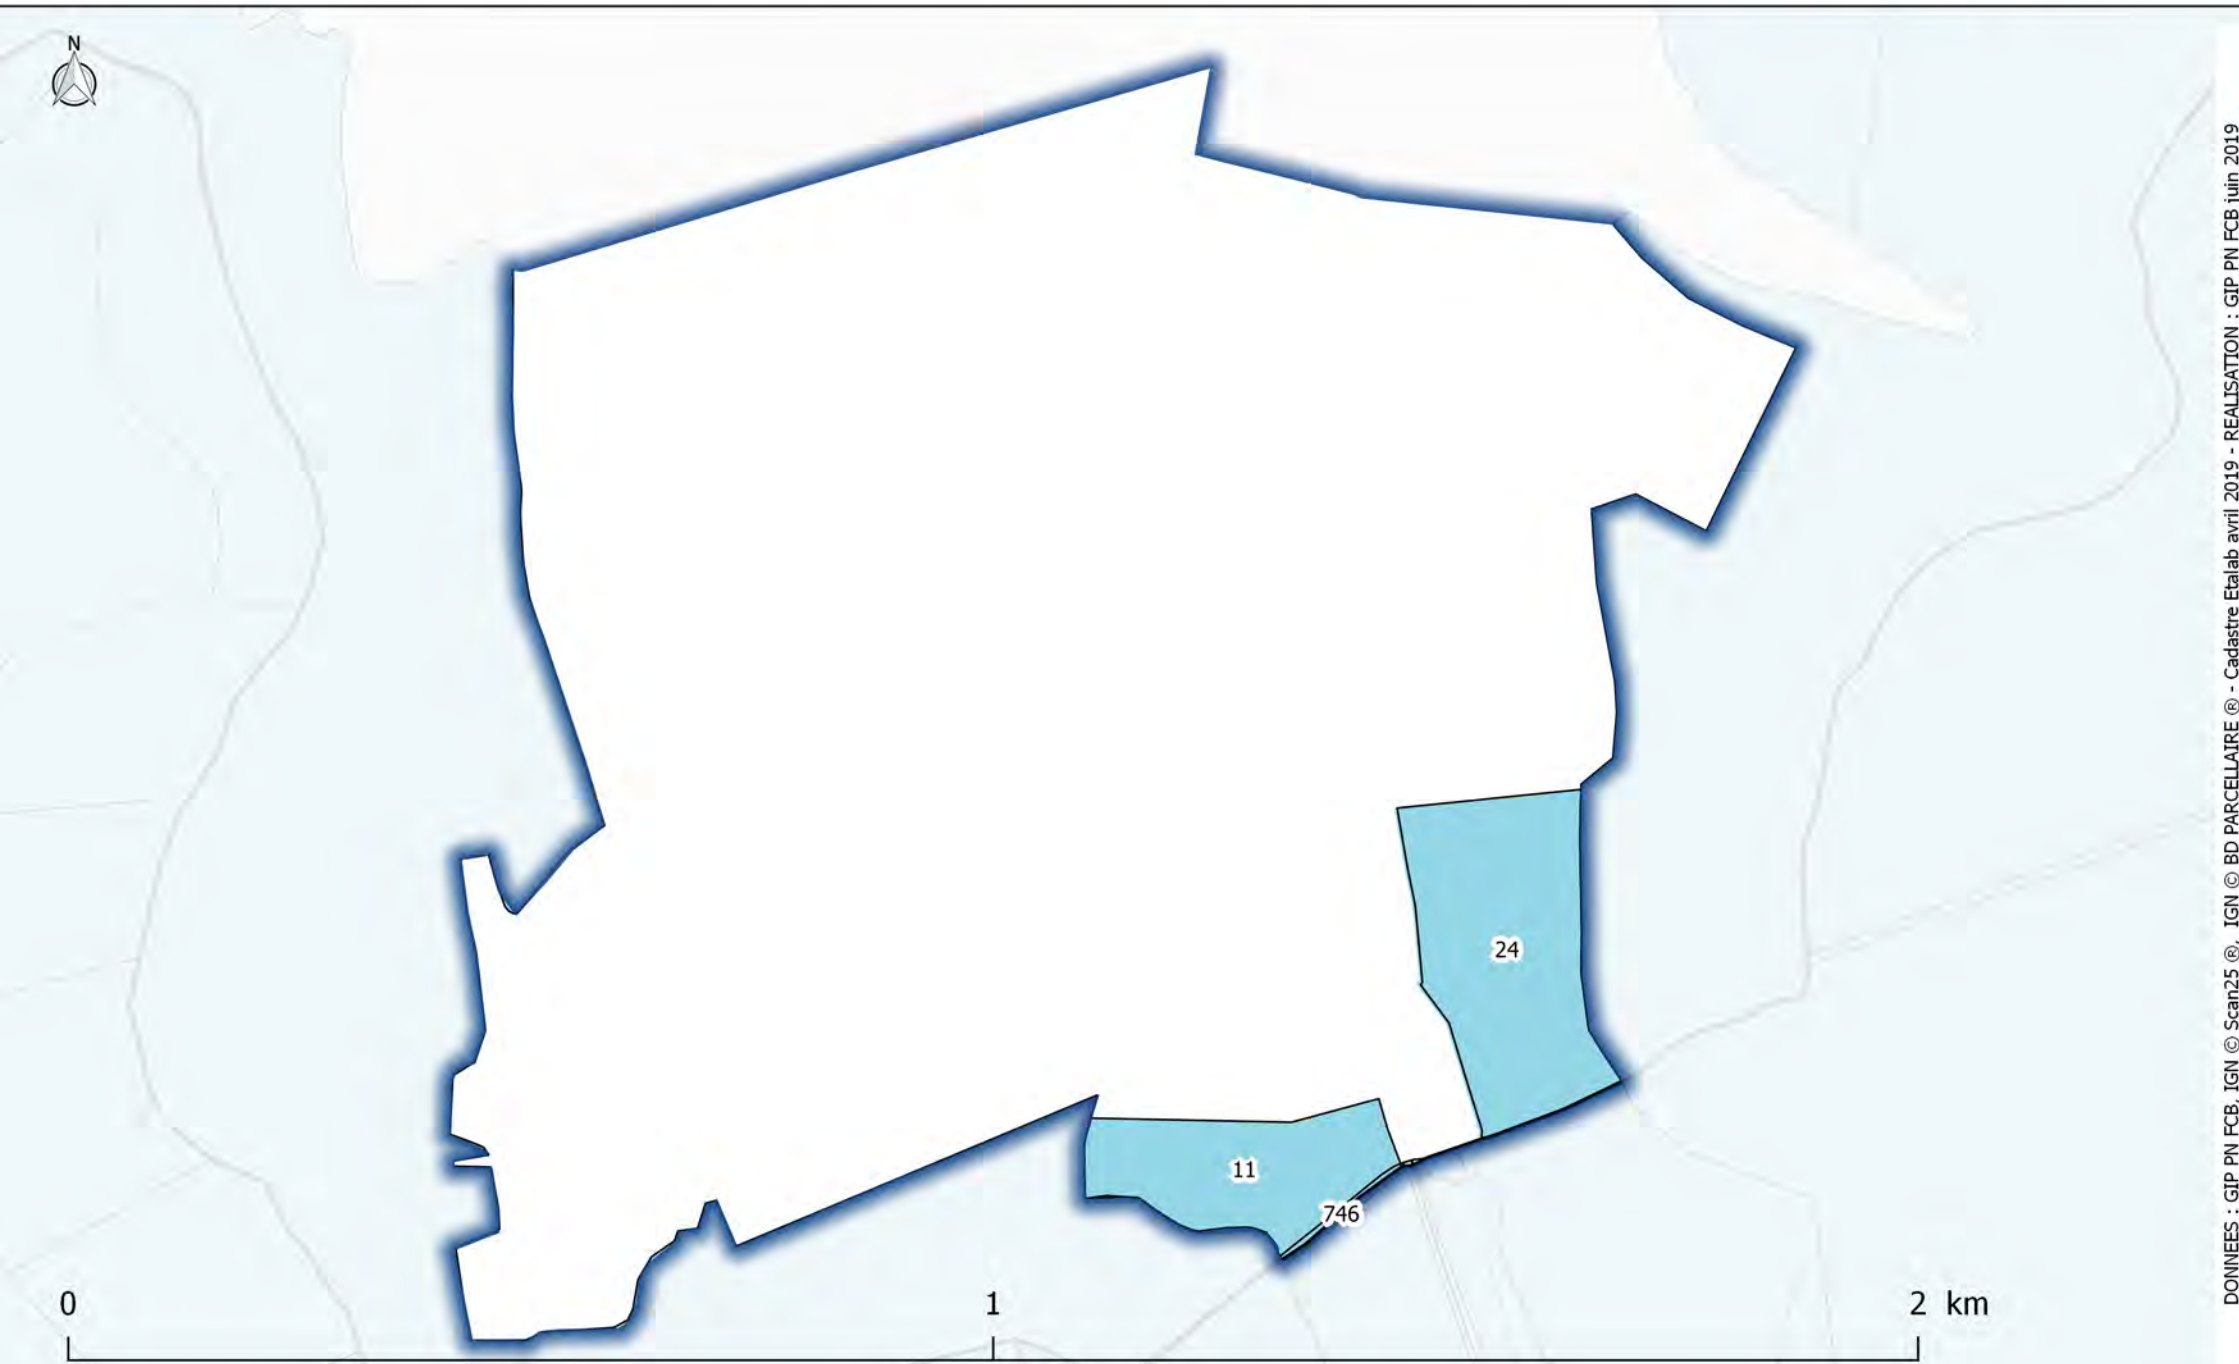 N
24
11
746
0 1 2 km
DONNEES : GIP PN FCB, IGN © Scan25 ®, IGN © BD PARCELLAIRE ® - Cadastre Etalab avril 2019 - REALISATION : GIP PN FCB juin 2019